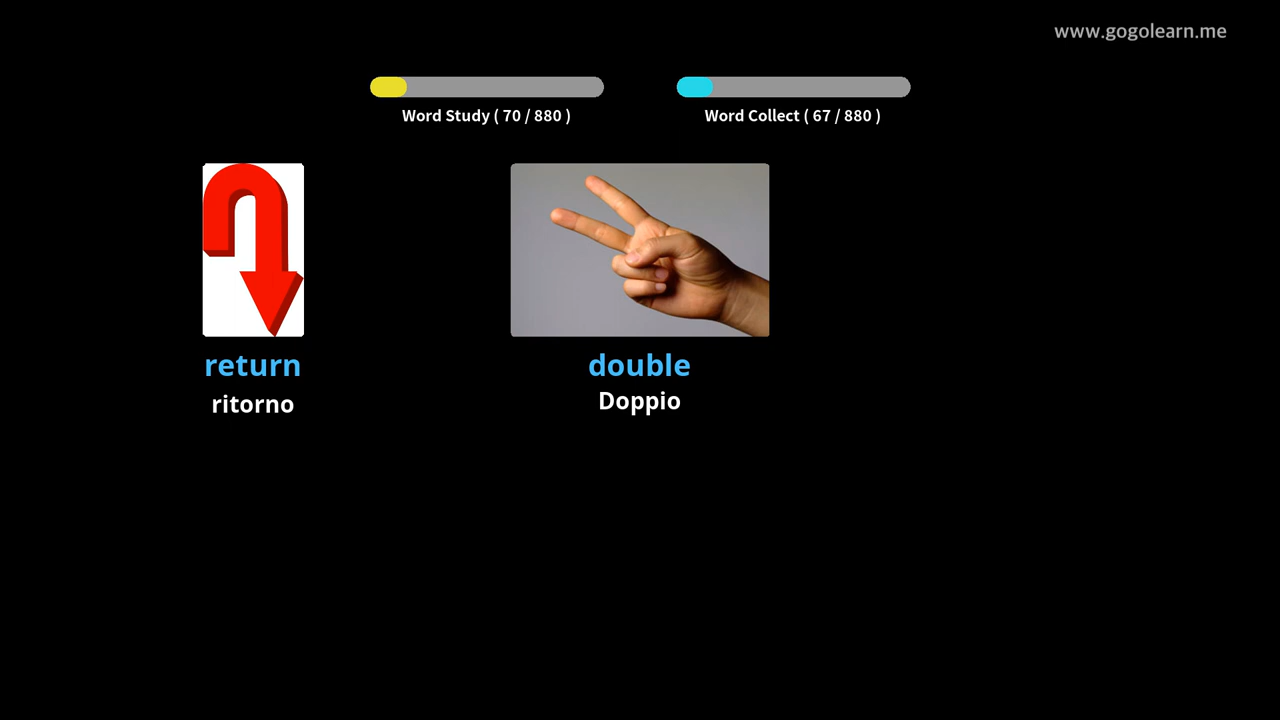 www.gogolearn.me
Word Study ( 70 / 880 )
Word Collect ( 67 / 880 )
return
ritorno
double
Doppio